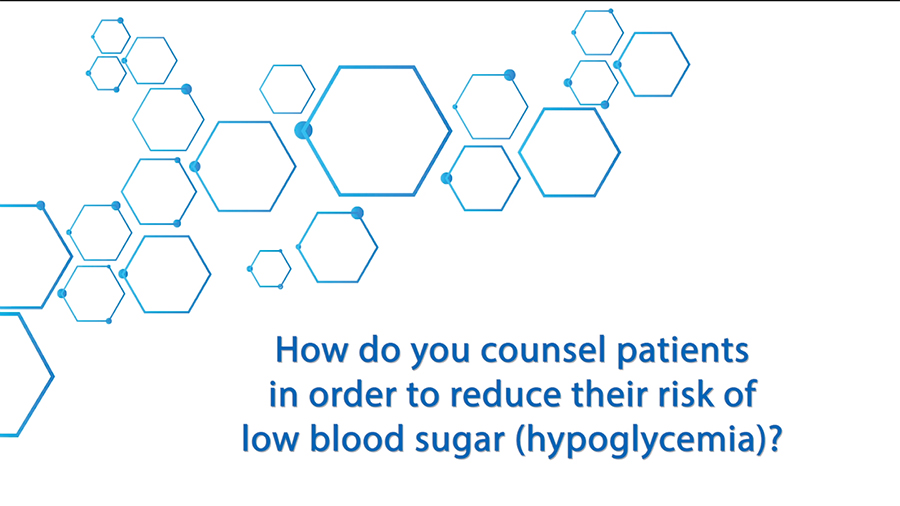 How do you counsel patients
in order to reduce their risk of
low blood sugar (hypoglycemia)?